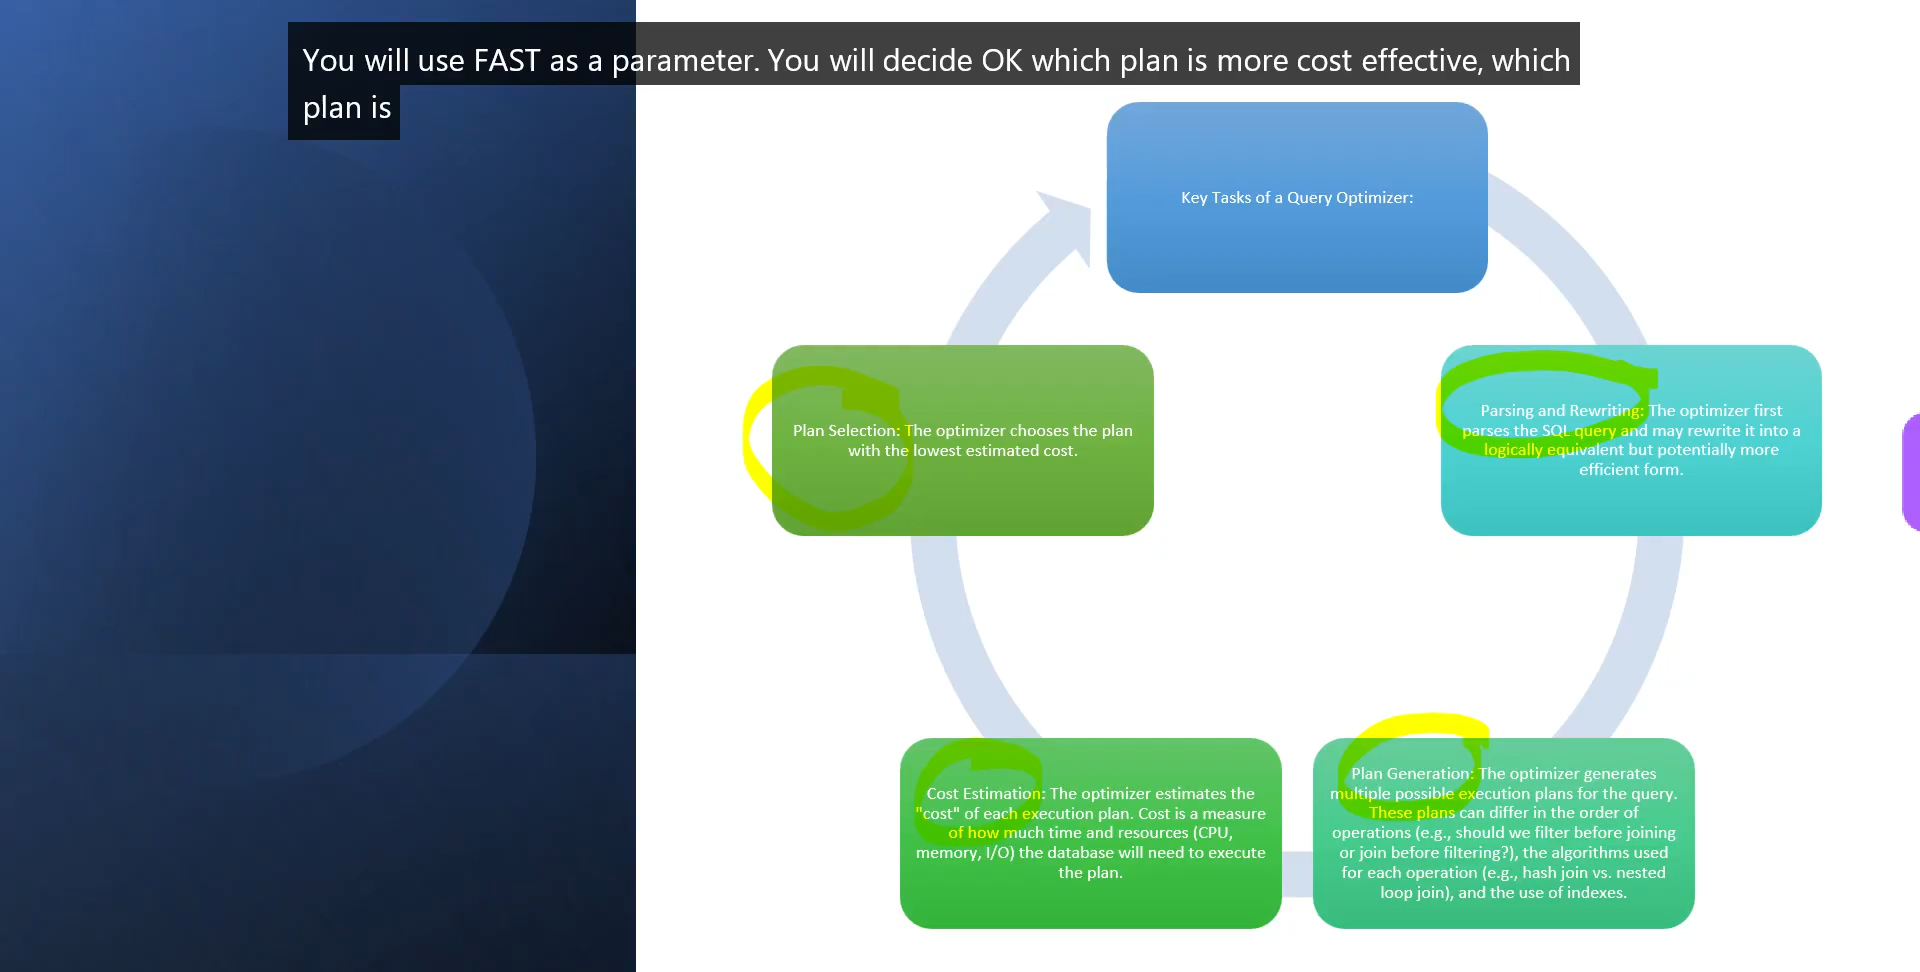 You will use FAST as a parameter. You will decide OK which plan is more cost effective, which
plan is
Key Tasks of a Query Optimizer:
Parsing and Rewriting: The optimizer first
parses the SQL query and may rewrite it into a
logically equivalent but potentially more
efficient form.
Plan Generation: The optimizer generates
multiple possible execution plans for the query.
These plans can differ in the order of
operations (e.g., should we filter before joining
or join before filtering?), the algorithms used
for each operation (e.g., hash join vs. nested
loop join), and the use of indexes.
Cost Estimation: The optimizer estimates the
"cost" of each execution plan. Cost is a measure
of how much time and resources (CPU,
memory, I/O) the database will need to execute
the plan.
Plan Selection: The optimizer chooses the plan
with the lowest estimated cost.